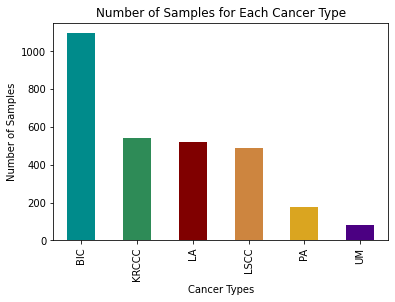 Number of Samples for Each Cancer Type
Number of Samples
1000
800
600
400
200
0
BIC
KRCCC
LA
LSCC
PA
UM
Cancer Types